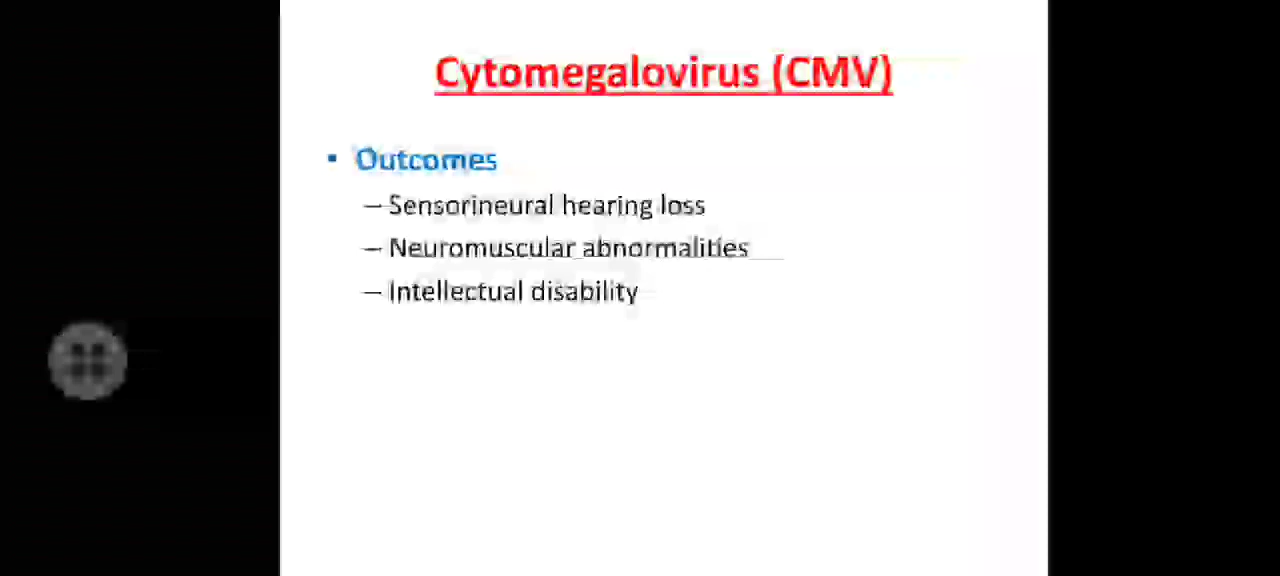 Cytomegalovirus (CMV)
• Outcomes
– Sensorineural hearing loss
– Neuromuscular abnormalities
– Intellectual disability